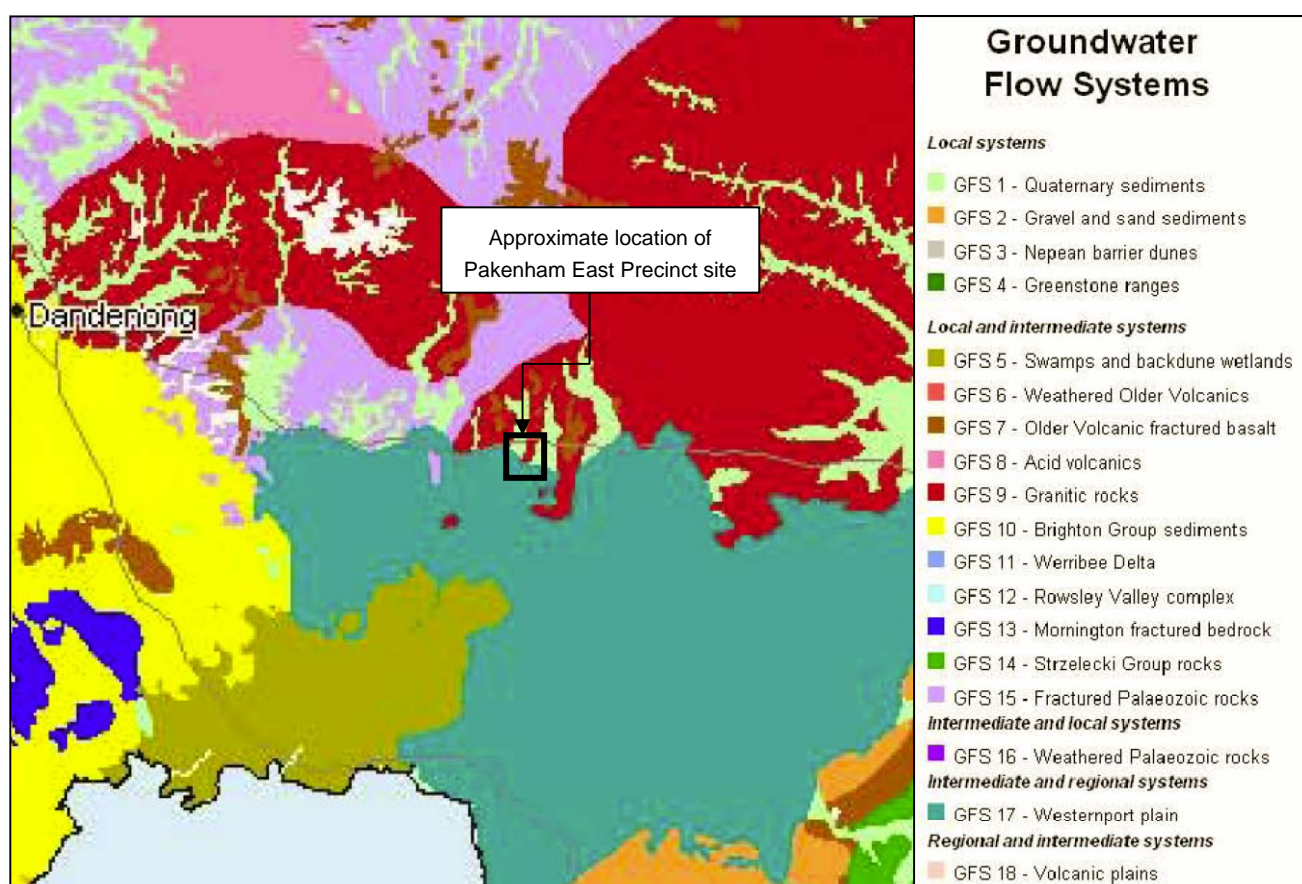 Approximate location of
Pakenham East Precinct site
Dandenong
Groundwater
Flow Systems
Local systems
GFS 1 - Quaternary sediments
GFS 2 - Gravel and sand sediments
GFS 3 - Nepean barrier dunes
GFS 4 - Greenstone ranges
Local and intermediate systems
GFS 5 - Swamps and backdune wetlands
GFS 6 - Weathered Older Volcanics
GFS 7 - Older Volcanic fractured basalt
GFS 8 - Acid volcanics
GFS 9 - Granitic rocks
GFS 10 - Brighton Group sediments
GFS 11 - Werribee Delta
GFS 12 - Rowsley Valley complex
GFS 13 - Mornington fractured bedrock
GFS 14 - Strzelecki Group rocks
GFS 15 - Fractured Palaeozoic rocks
Intermediate and local systems
GFS 16 - Weathered Palaeozoic rocks
Intermediate and regional systems
GFS 17 - Westernport plain
Regional and intermediate systems
GFS 18 - Volcanic plains